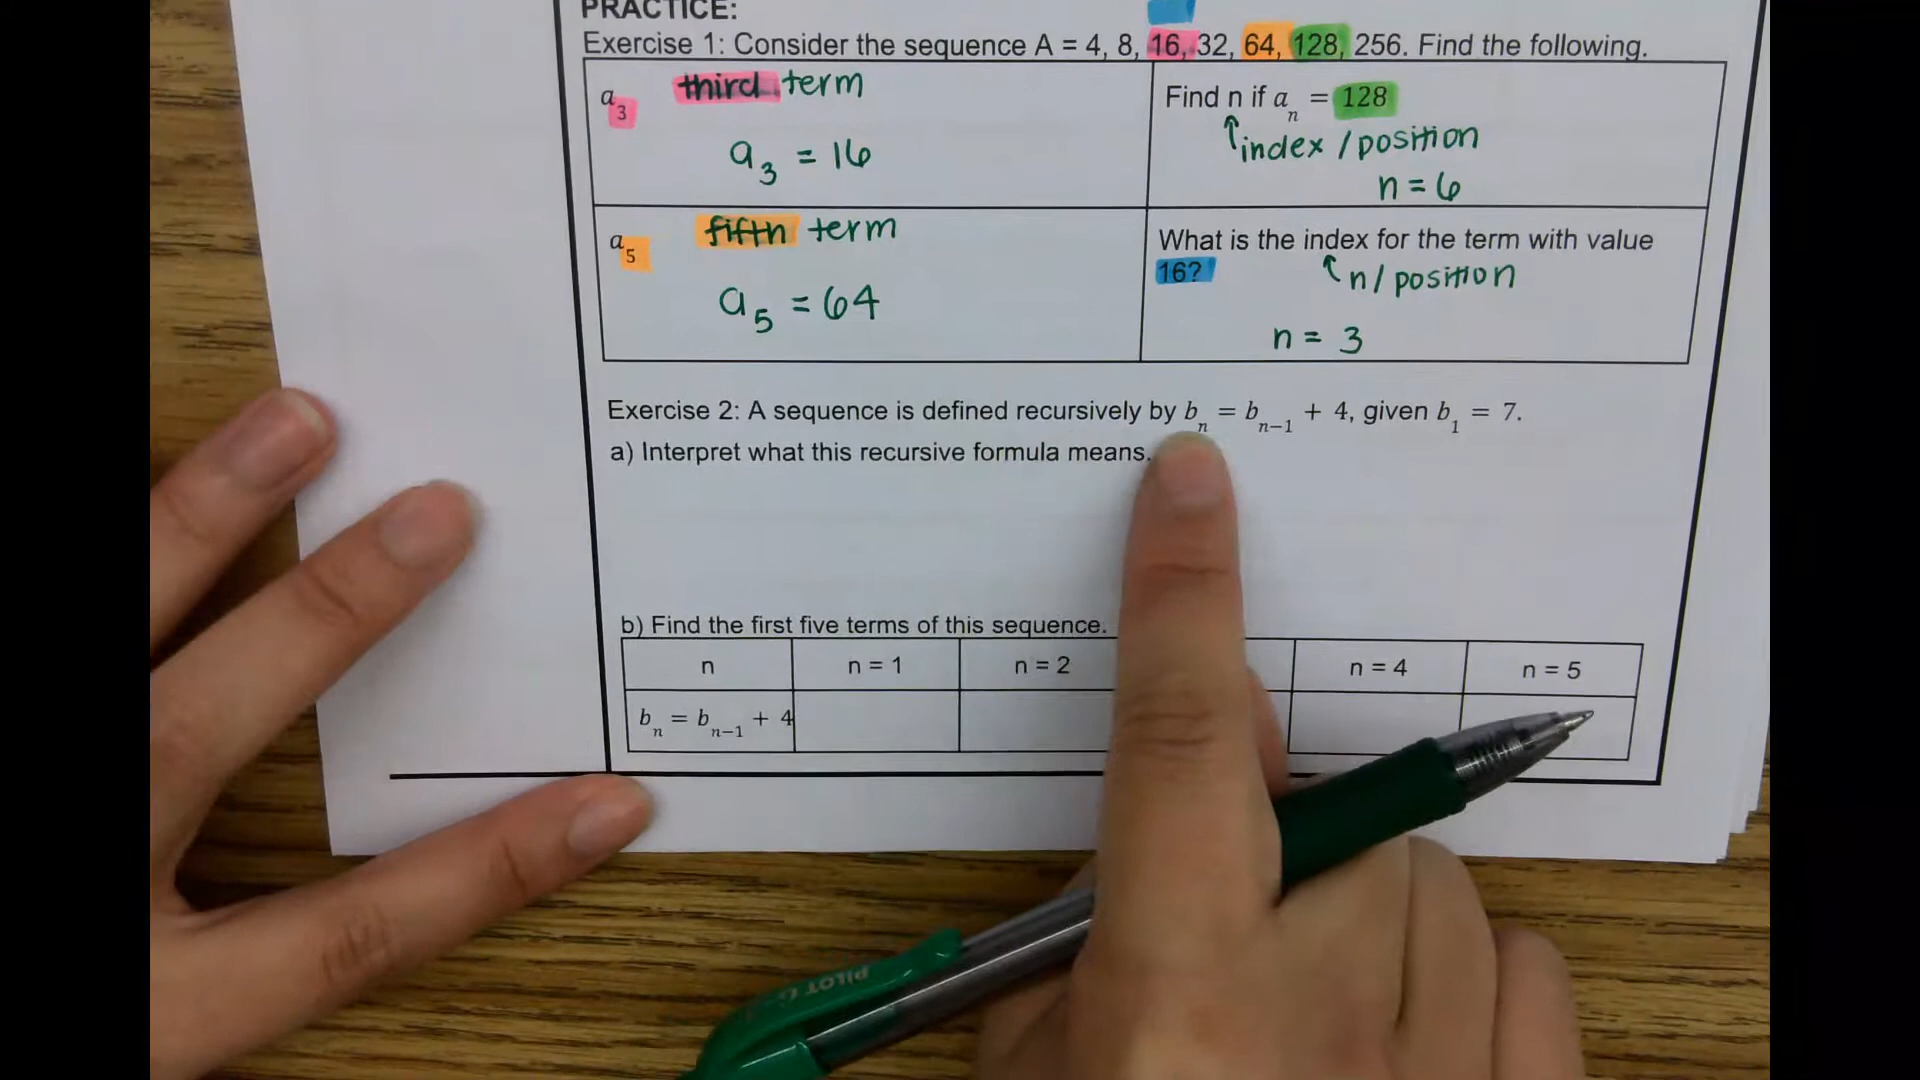 PRACTICE:
Exercise 1: Consider the sequence A = 4, 8, 16, 32, 64, 128, 256. Find the following.
a₃ third term
a₃ = 16
Find n if aₙ = 128
index / position
n = 6
a₅ fifth term
a₅ = 64
What is the index for the term with value
16?
n / position
n = 3
Exercise 2: A sequence is defined recursively by bₙ = bₙ₋₁ + 4, given b₁ = 7.
a) Interpret what this recursive formula means.
b) Find the first five terms of this sequence.
n n = 1 n = 2 n = 4 n = 5
bₙ = bₙ₋₁ + 4
PILOT